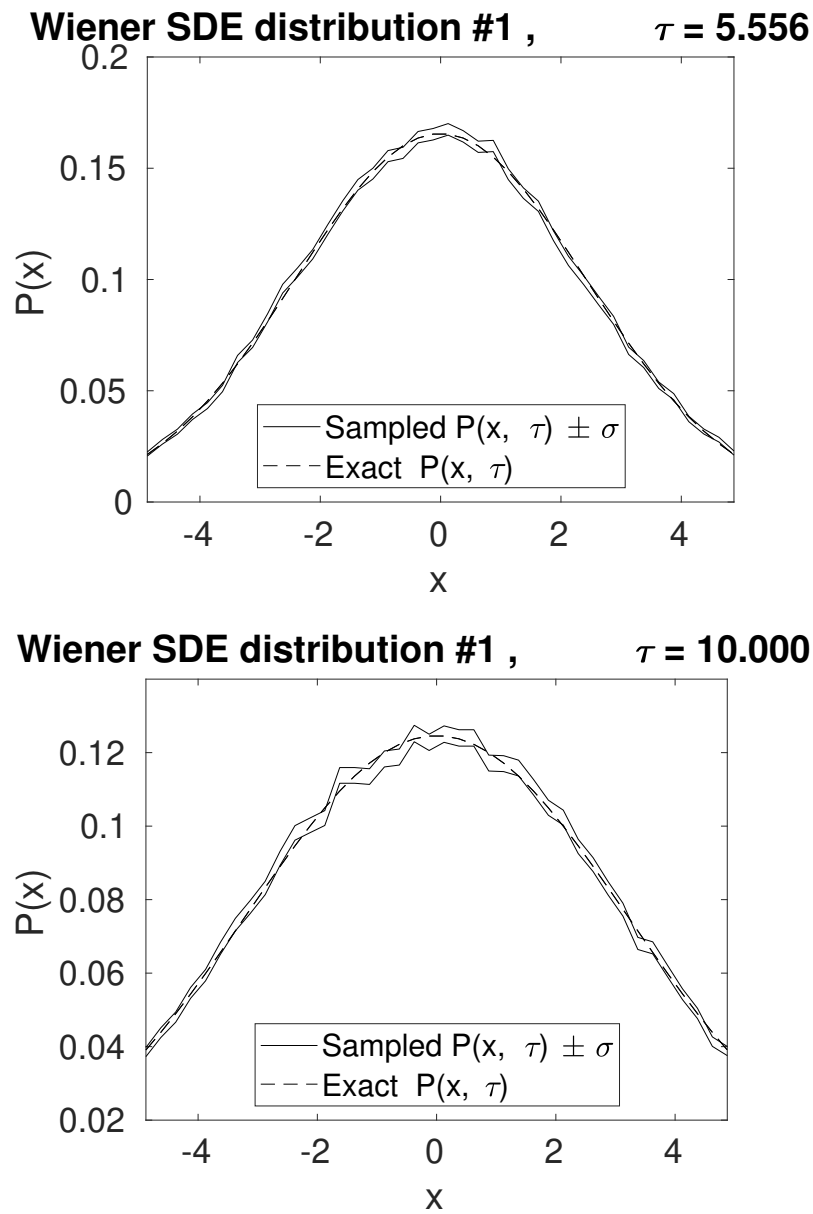 Wiener SDE distribution #1 , τ = 5.556
0.2
0.15
0.1
0.05
0
P(x)
Sampled P(x, τ) ± σ
Exact P(x, τ)
-4 -2 0 2 4
x
Wiener SDE distribution #1 , τ = 10.000
0.12
0.1
0.08
0.06
0.04
0.02
P(x)
Sampled P(x, τ) ± σ
Exact P(x, τ)
-4 -2 0 2 4
x